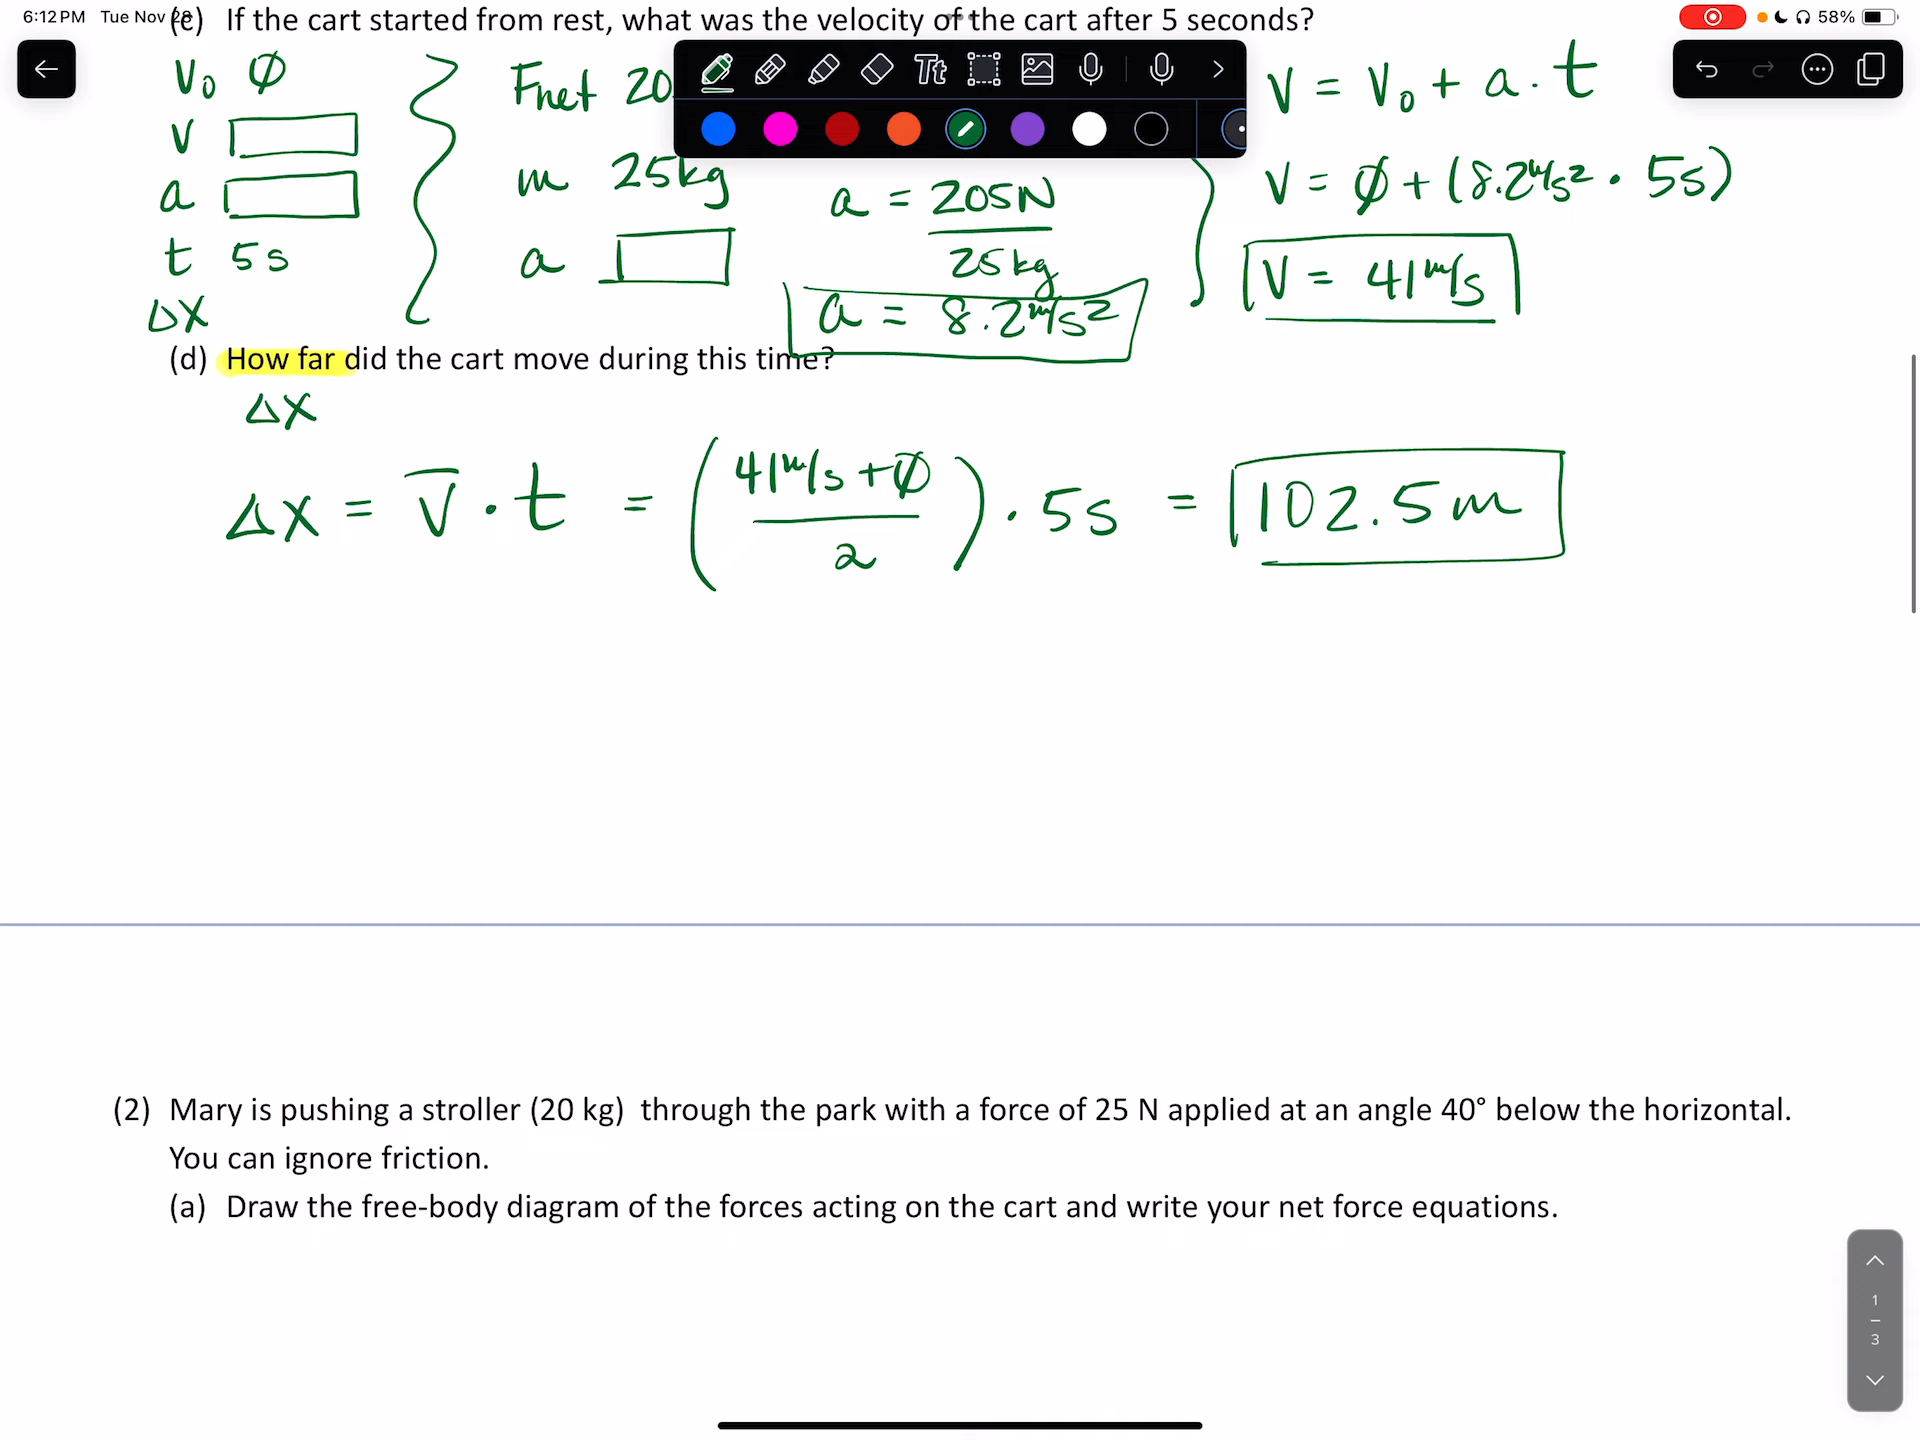 6:12 PM Tue Nov 28
58%
(c) If the cart started from rest, what was the velocity of the cart after 5 seconds?
Tt
V₀ Ø
V
a
t 5s
ΔX
Fnet 20
m 25kg
a
a = 205N
25kg
a = 8.2m/s²
V = V₀ + a · t
V = Ø + (8.2m/s² · 5s)
V = 41m/s
(d) How far did the cart move during this time?
ΔX
ΔX = V̅ · t = (41m/s + Ø / 2) · 5s = 102.5m
(2) Mary is pushing a stroller (20 kg) through the park with a force of 25 N applied at an angle 40° below the horizontal.
You can ignore friction.
(a) Draw the free-body diagram of the forces acting on the cart and write your net force equations.
1
3